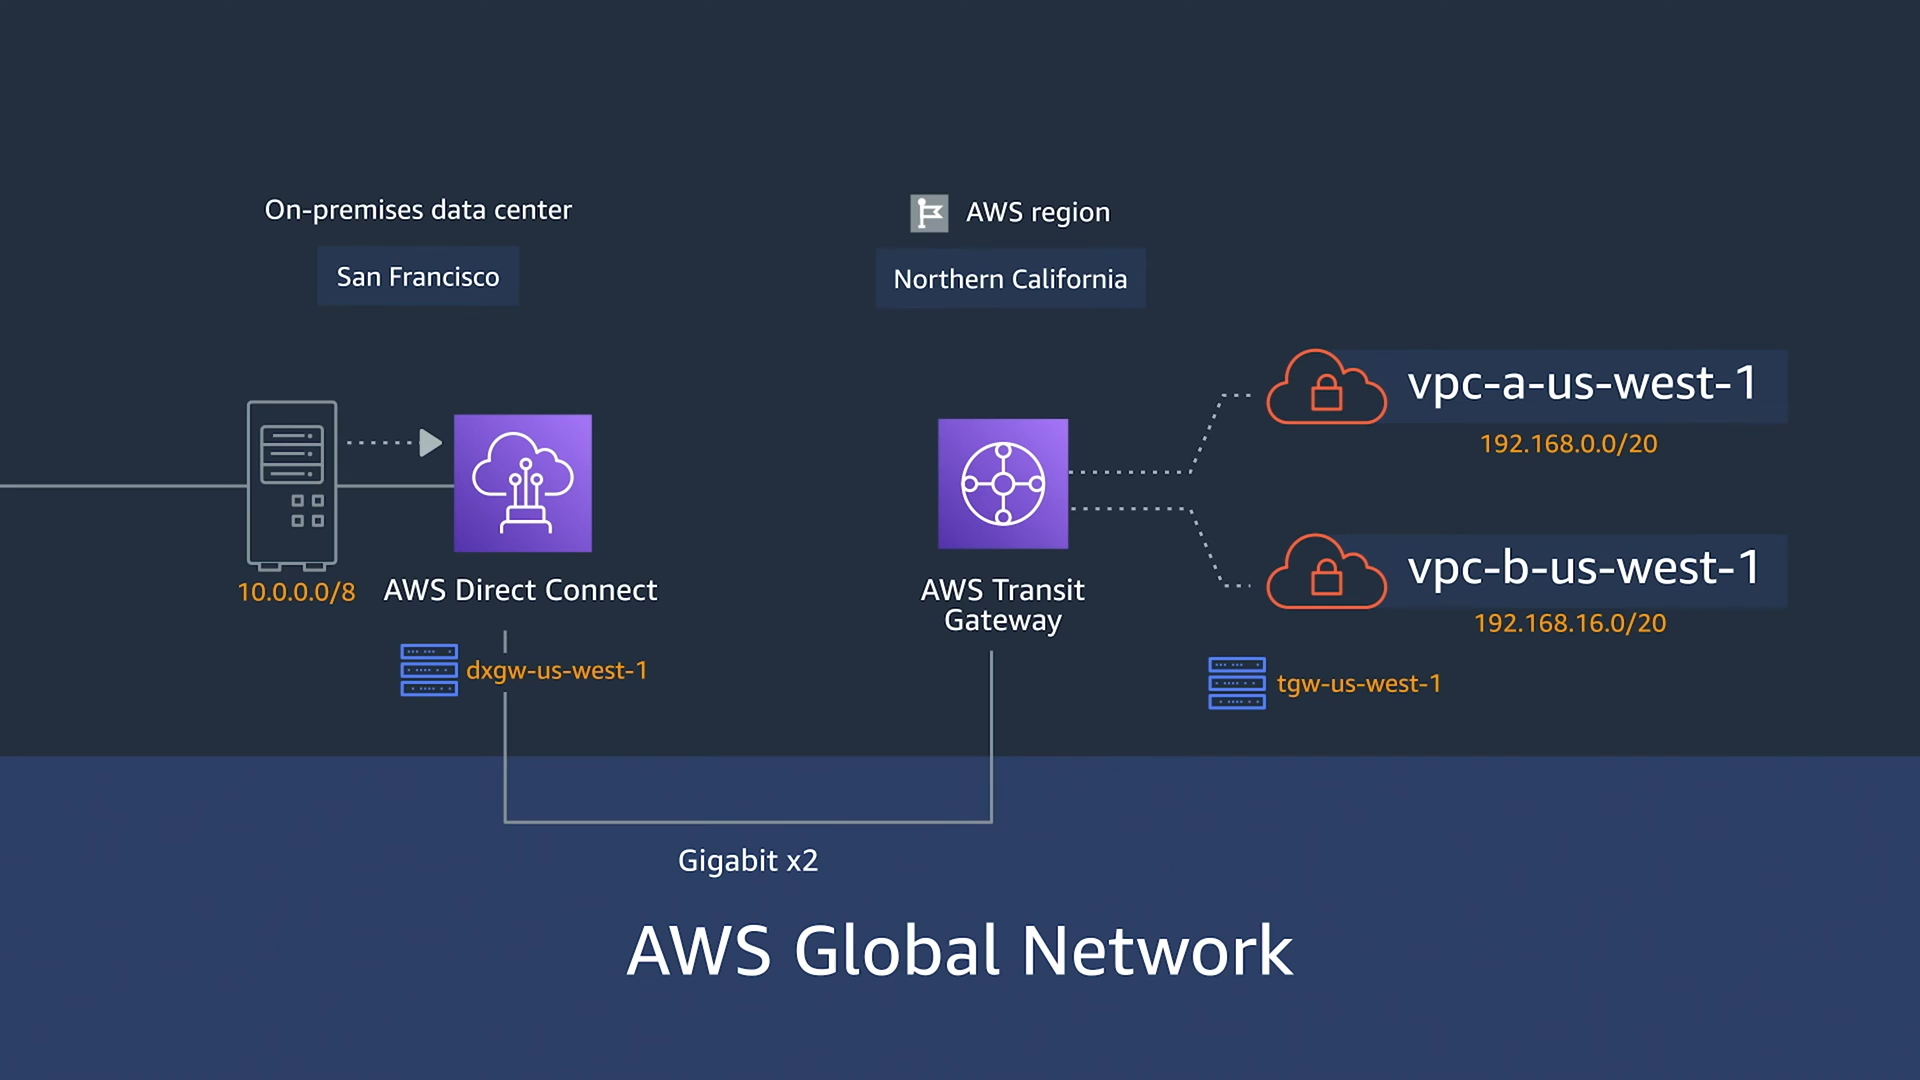 On-premises data center
San Francisco
AWS region
Northern California
vpc-a-us-west-1
192.168.0.0/20
10.0.0.0/8
AWS Direct Connect
AWS Transit
Gateway
vpc-b-us-west-1
192.168.16.0/20
dxgw-us-west-1
tgw-us-west-1
Gigabit x2
AWS Global Network